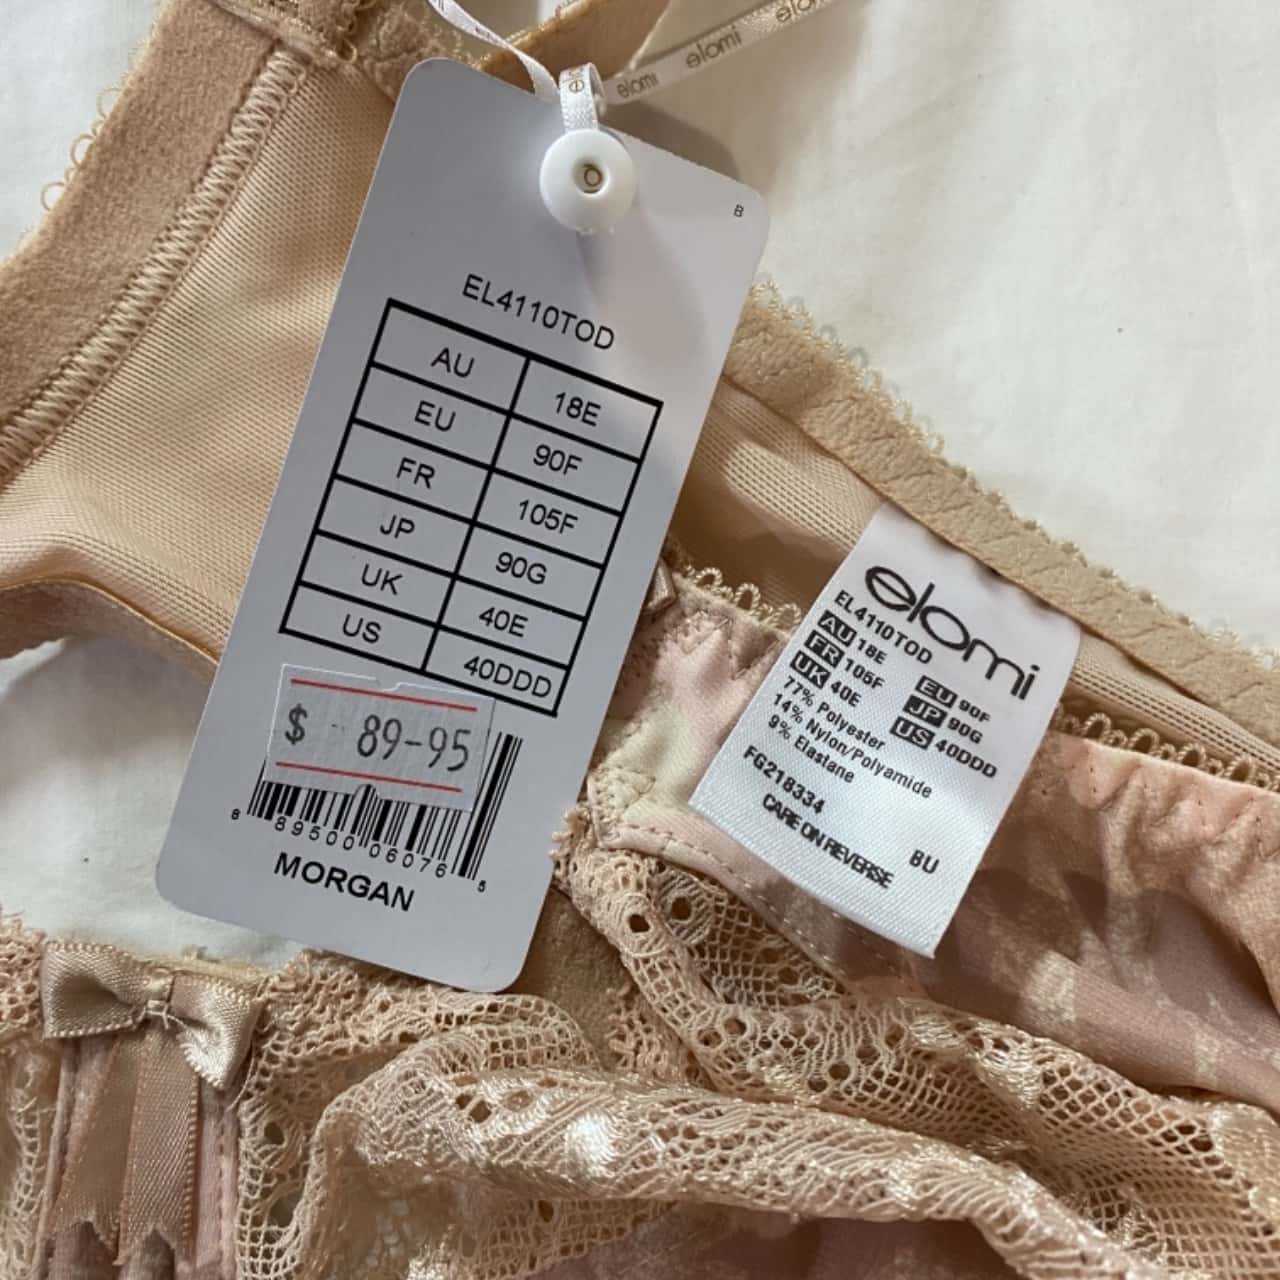 elomi elomi elomi
elomi
B
EL4110TOD
AU 18E
EU 90F
FR 105F
JP 90G
UK 40E
US 40DDD
$ 89-95
8 89500 06076 5
MORGAN
elomi
EL4110TOD
AU 18E EU 90F
FR 105F JP 90G
UK 40E US 40DDD
77% Polyester
14% Nylon/Polyamide
9% Elastane
FG218334
BU
CARE ON REVERSE